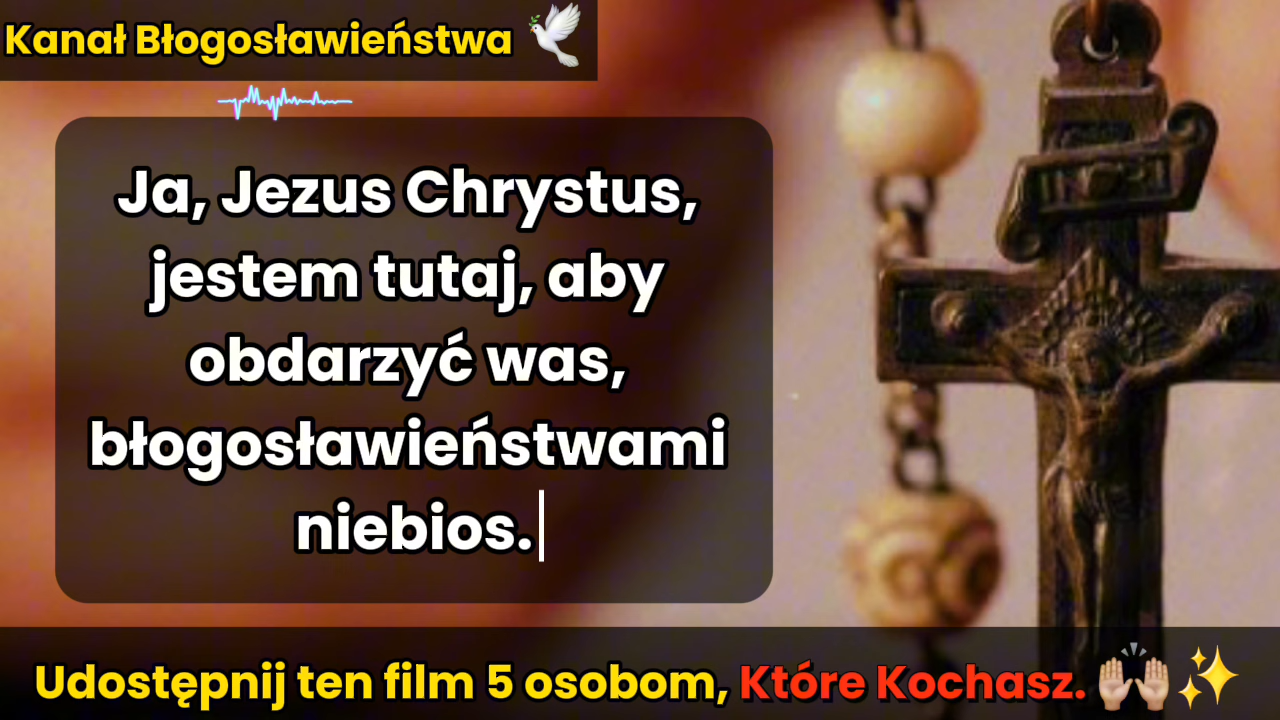 Kanał Błogosławieństwa 🕊️
Ja, Jezus Chrystus,
jestem tutaj, aby
obdarzyć was,
błogosławieństwami
niebios.
Udostępnij ten film 5 osobom, Które Kochasz. 🙌🏼✨